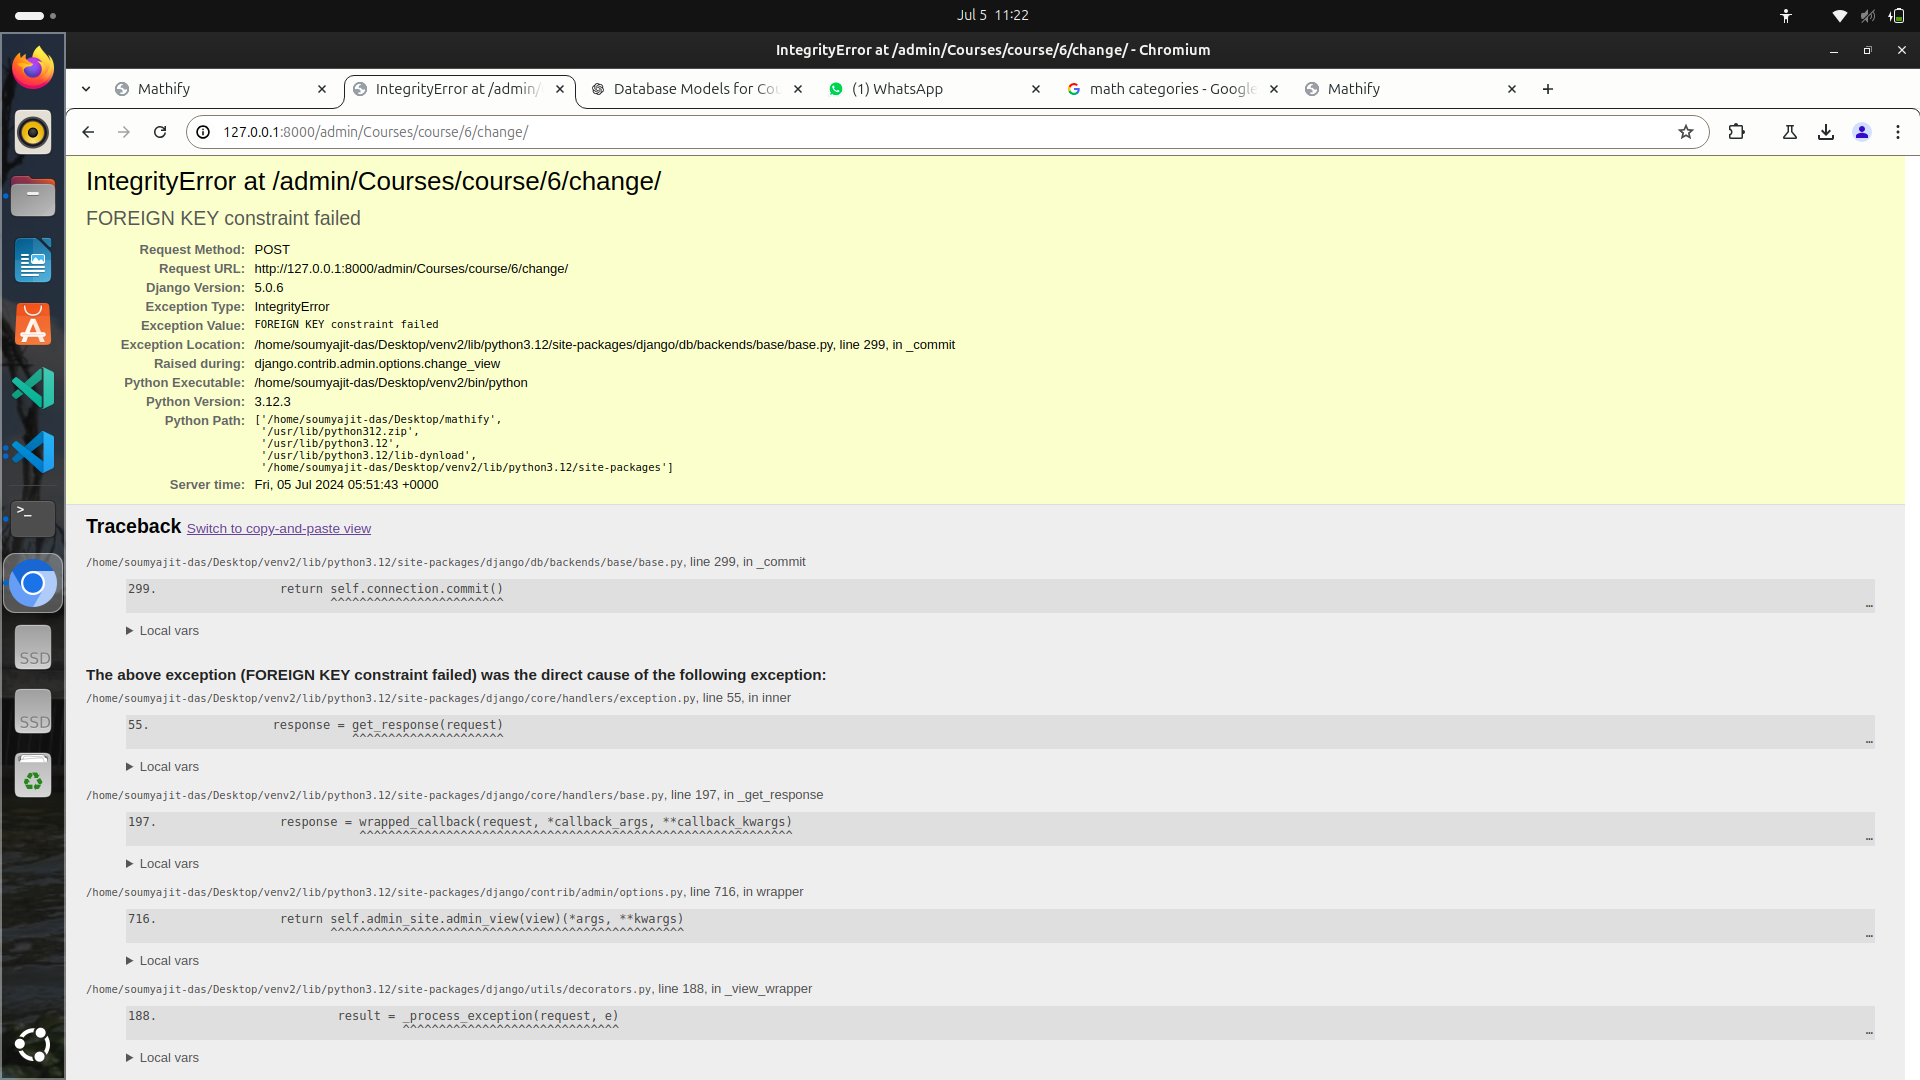 Jul 5 11:22
IntegrityError at /admin/Courses/course/6/change/ - Chromium
Mathify
IntegrityError at /admin/
Database Models for Cou
(1) WhatsApp
math categories - Google
Mathify
127.0.0.1:8000/admin/Courses/course/6/change/
IntegrityError at /admin/Courses/course/6/change/
FOREIGN KEY constraint failed
Request Method: POST
Request URL: http://127.0.0.1:8000/admin/Courses/course/6/change/
Django Version: 5.0.6
Exception Type: IntegrityError
Exception Value: FOREIGN KEY constraint failed
Exception Location: /home/soumyajit-das/Desktop/venv2/lib/python3.12/site-packages/django/db/backends/base/base.py, line 299, in _commit
Raised during: django.contrib.admin.options.change_view
Python Executable: /home/soumyajit-das/Desktop/venv2/bin/python
Python Version: 3.12.3
Python Path: ['/home/soumyajit-das/Desktop/mathify',
'/usr/lib/python312.zip',
'/usr/lib/python3.12',
'/usr/lib/python3.12/lib-dynload',
'/home/soumyajit-das/Desktop/venv2/lib/python3.12/site-packages']
Server time: Fri, 05 Jul 2024 05:51:43 +0000
Traceback Switch to copy-and-paste view
/home/soumyajit-das/Desktop/venv2/lib/python3.12/site-packages/django/db/backends/base/base.py, line 299, in _commit
299. return self.connection.commit()
^^^^^^^^^^^^^^^^^^^^^^^^ …
▶ Local vars
The above exception (FOREIGN KEY constraint failed) was the direct cause of the following exception:
/home/soumyajit-das/Desktop/venv2/lib/python3.12/site-packages/django/core/handlers/exception.py, line 55, in inner
55. response = get_response(request)
^^^^^^^^^^^^^^^^^^^^^ …
▶ Local vars
/home/soumyajit-das/Desktop/venv2/lib/python3.12/site-packages/django/core/handlers/base.py, line 197, in _get_response
197. response = wrapped_callback(request, *callback_args, **callback_kwargs)
^^^^^^^^^^^^^^^^^^^^^^^^^^^^^^^^^^^^^^^^^^^^^^^^^^^^^^^^^^^^ …
▶ Local vars
/home/soumyajit-das/Desktop/venv2/lib/python3.12/site-packages/django/contrib/admin/options.py, line 716, in wrapper
716. return self.admin_site.admin_view(view)(*args, **kwargs)
^^^^^^^^^^^^^^^^^^^^^^^^^^^^^^^^^^^^^^^^^^^^^^^^^ …
▶ Local vars
/home/soumyajit-das/Desktop/venv2/lib/python3.12/site-packages/django/utils/decorators.py, line 188, in _view_wrapper
188. result = _process_exception(request, e)
^^^^^^^^^^^^^^^^^^^^^^^^^^^^^^ …
▶ Local vars
>_
SSD
SSD